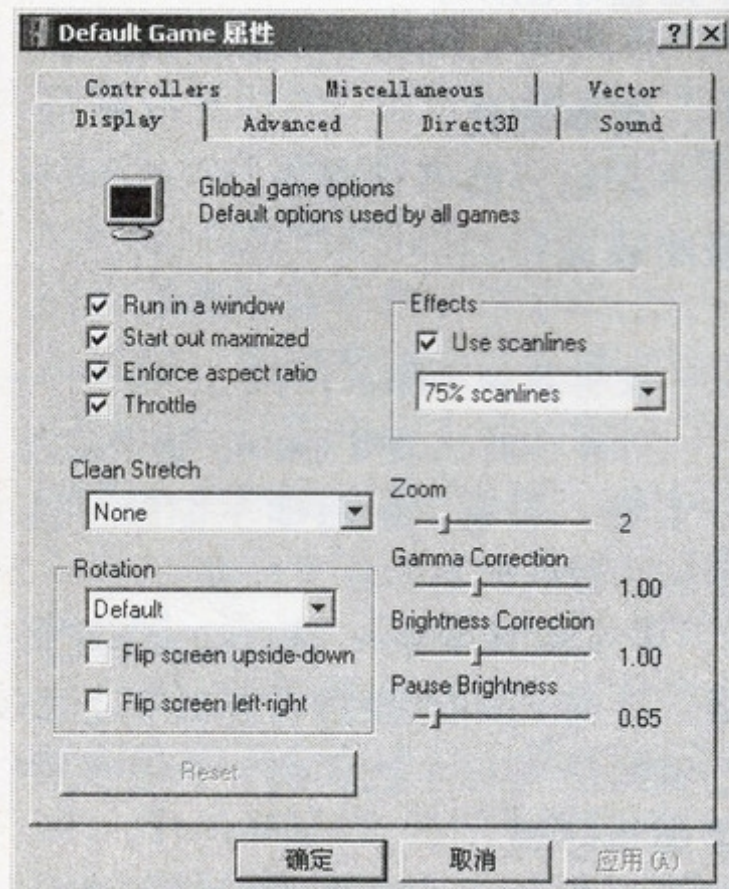 Default Game 属性
Controllers Miscellaneous Vector
Display Advanced Direct3D Sound
Global game options
Default options used by all games
Run in a window
Start out maximized
Enforce aspect ratio
Throttle
Effects
Use scanlines
75% scanlines
Clean Stretch
None
Rotation
Default
Flip screen upside-down
Flip screen left-right
Zoom
2
Gamma Correction
1.00
Brightness Correction
1.00
Pause Brightness
0.65
Reset
确定 取消 应用(A)